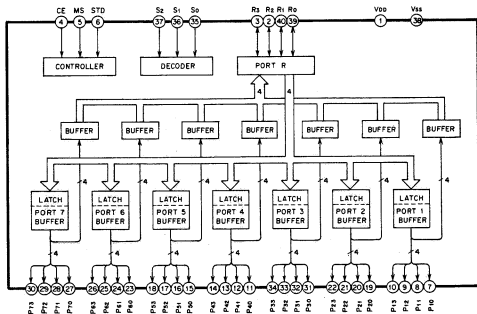 CE MS STD S2 S1 S0 R3 R2 R1 R0 VDD VSS
4 5 6 37 36 35 3 2 40 39 1 38
CONTROLLER DECODER PORT R
4 4
BUFFER BUFFER BUFFER BUFFER BUFFER BUFFER BUFFER
4 4 4 4 4 4 4
LATCH LATCH LATCH LATCH LATCH LATCH LATCH
PORT 7 PORT 6 PORT 5 PORT 4 PORT 3 PORT 2 PORT 1
BUFFER BUFFER BUFFER BUFFER BUFFER BUFFER BUFFER
4 4 4 4 4 4 4
30 29 28 27 26 25 24 23 18 17 16 15 14 13 12 11 34 33 32 31 22 21 20 19 10 9 8 7
P73 P72 P71 P70 P63 P62 P61 P60 P53 P52 P51 P50 P43 P42 P41 P40 P33 P32 P31 P30 P23 P22 P21 P20 P13 P12 P11 P10